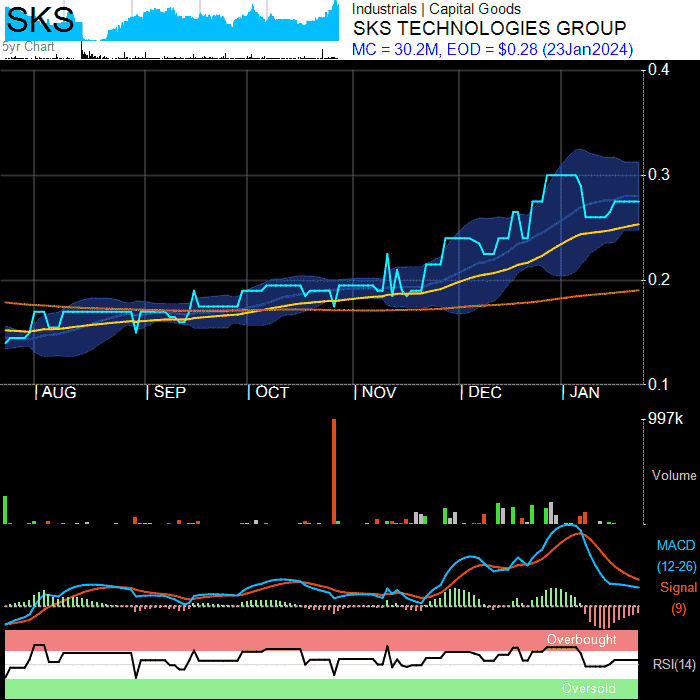 SKS
5yr Chart
Industrials | Capital Goods
SKS TECHNOLOGIES GROUP
MC = 30.2M, EOD = $0.28 (23Jan2024)
0.4
0.3
0.2
0.1
| AUG | SEP | OCT | NOV | DEC | JAN
997k
Volume
MACD
(12-26)
Signal
(9)
Overbought
RSI(14)
Oversold